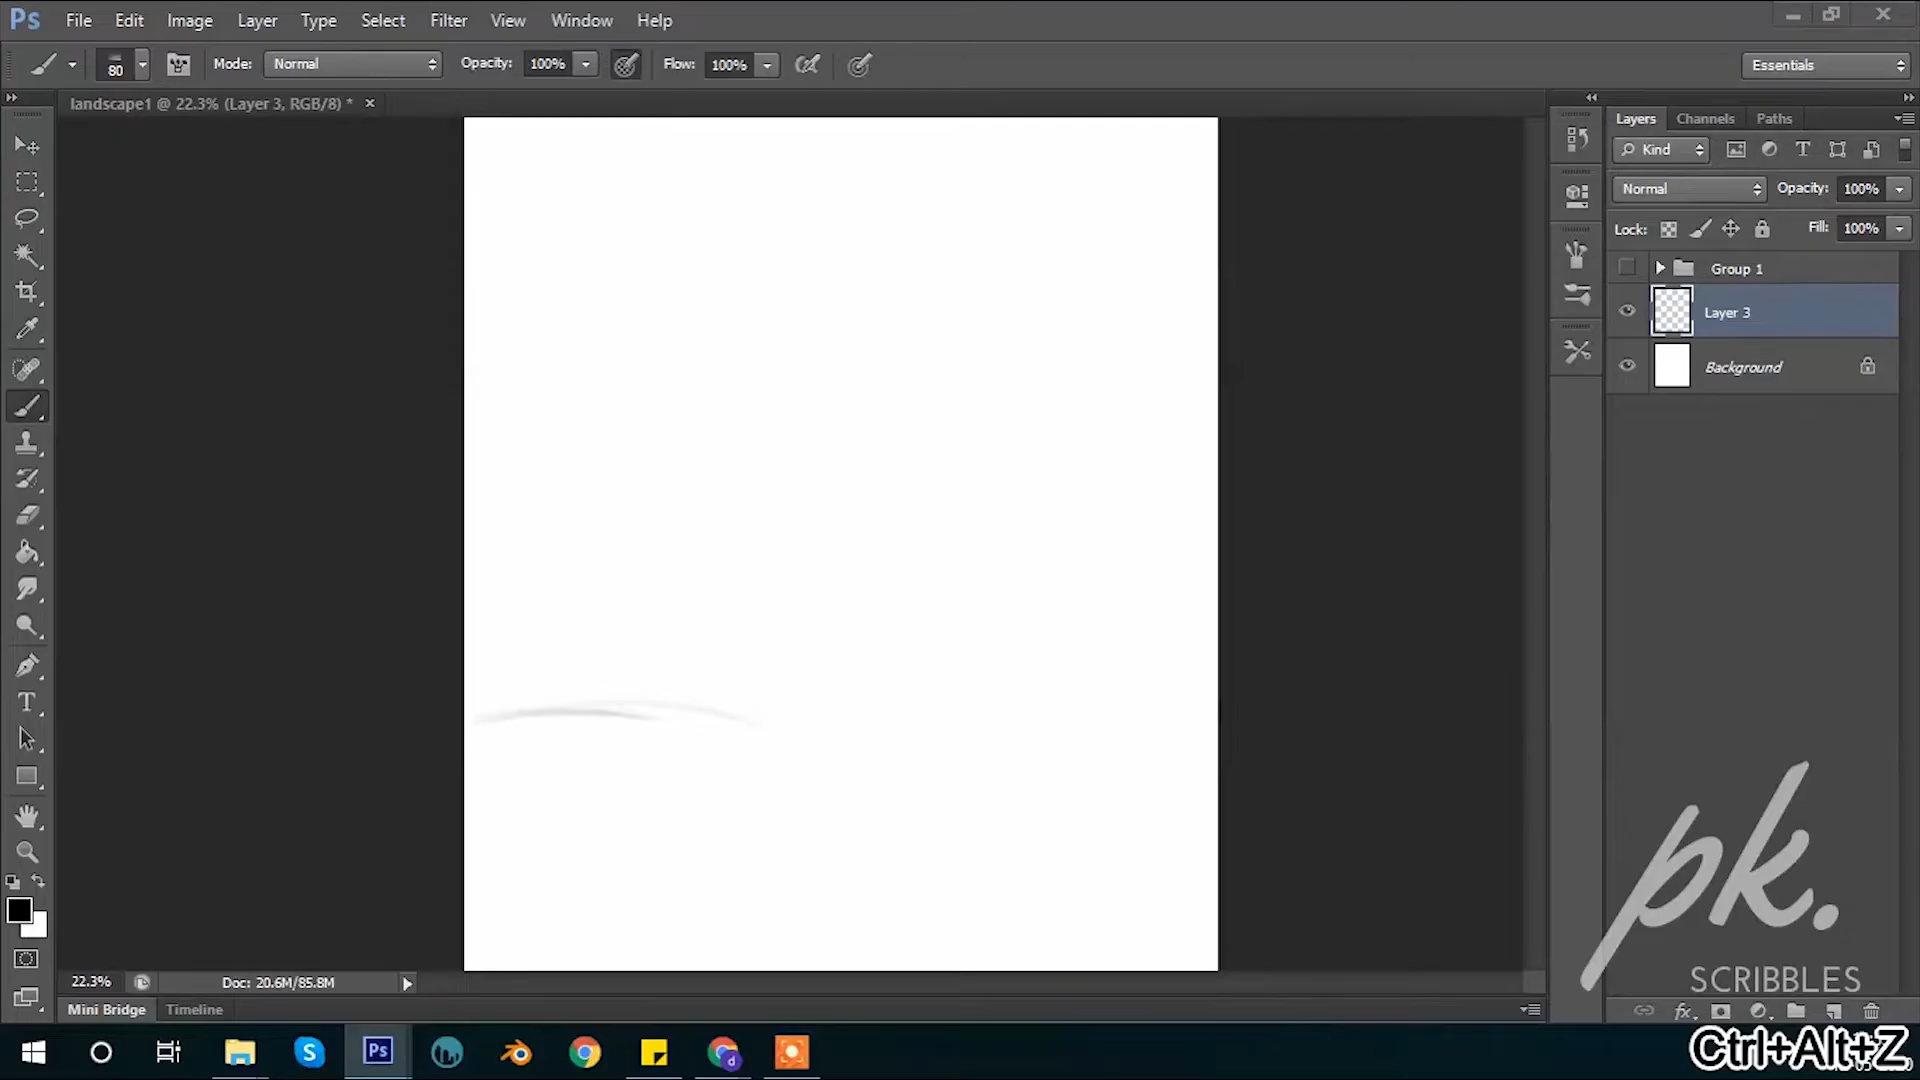 Ps File Edit Image Layer Type Select Filter View Window Help
80 Mode: Normal Opacity: 100% Flow: 100% Essentials
landscape1 @ 22.3% (Layer 3, RGB/8) *
Layers Channels Paths
Kind
Normal Opacity: 100%
Lock: Fill: 100%
Group 1
Layer 3
Background
pk.
SCRIBBLES
22.3% Doc: 20.6M/85.8M
Mini Bridge Timeline
Ps
Ctrl+Alt+Z